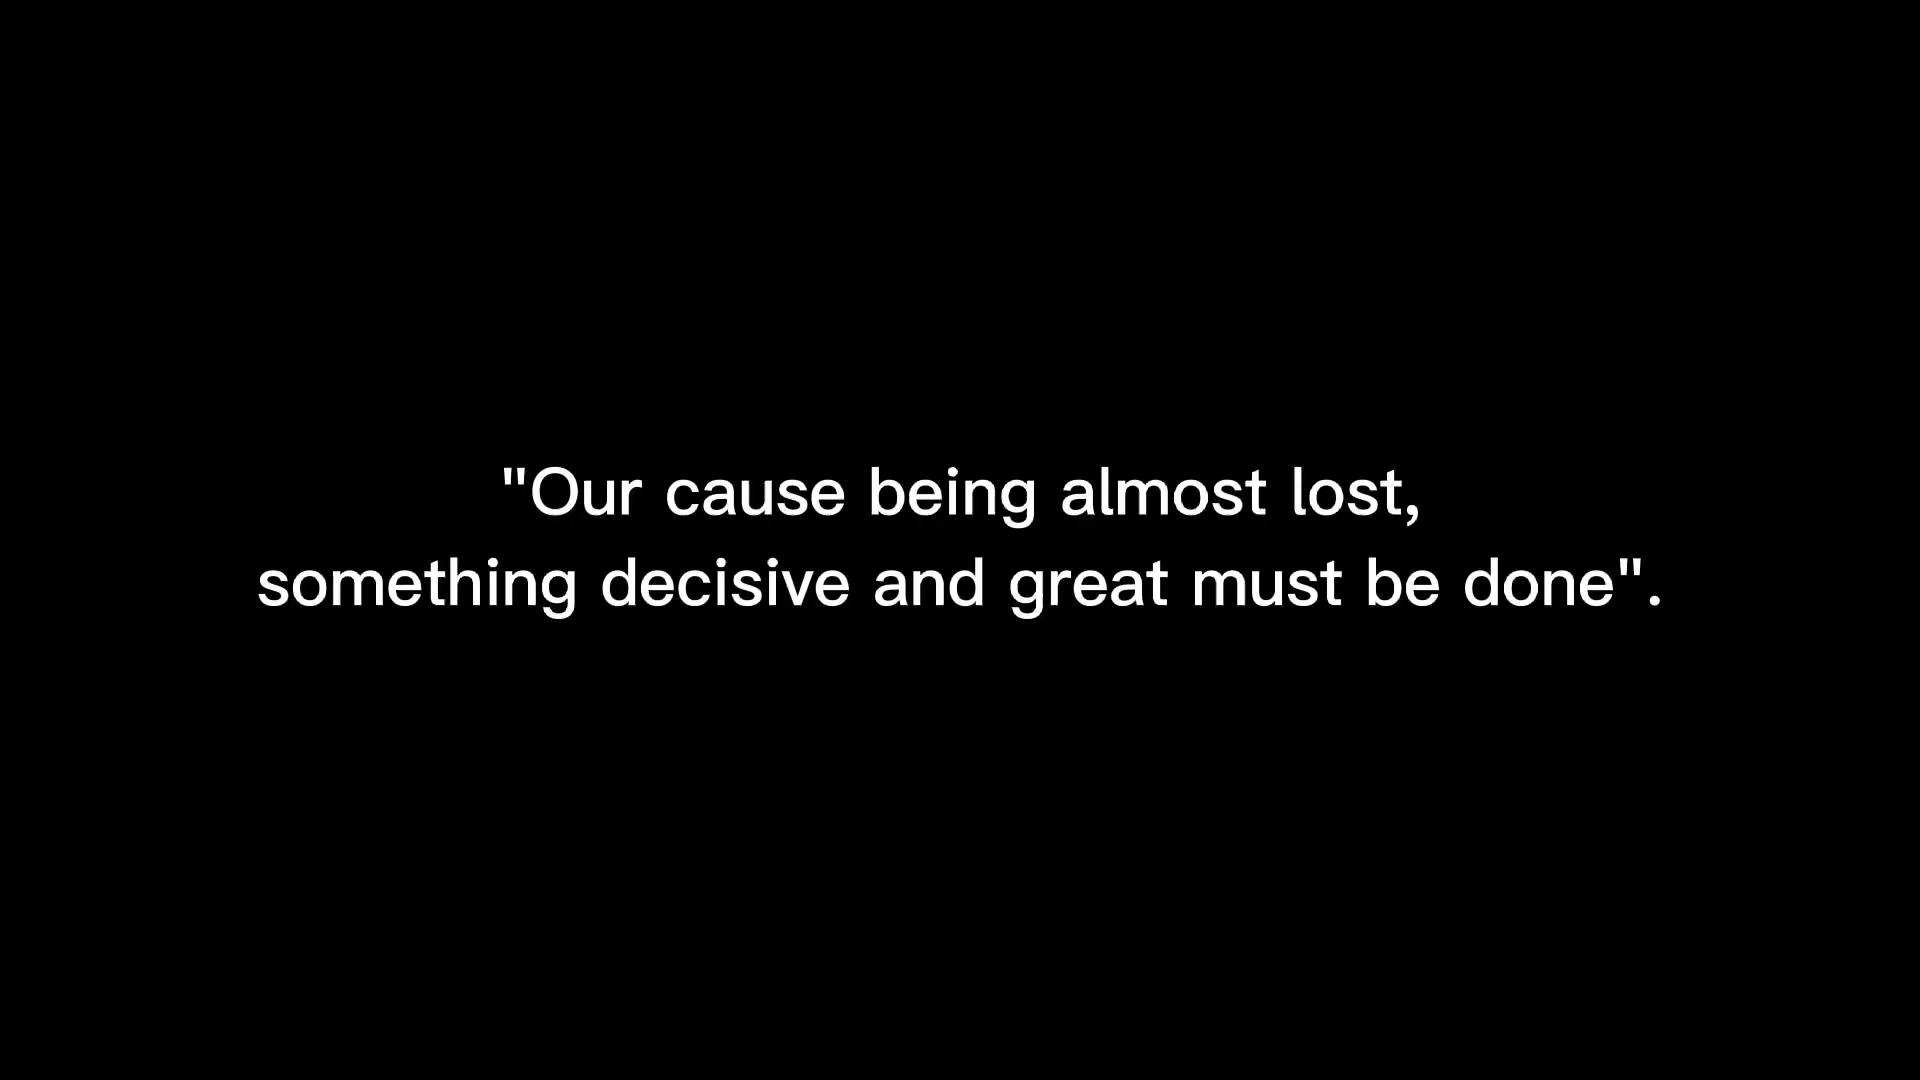 "Our cause being almost lost,
something decisive and great must be done".